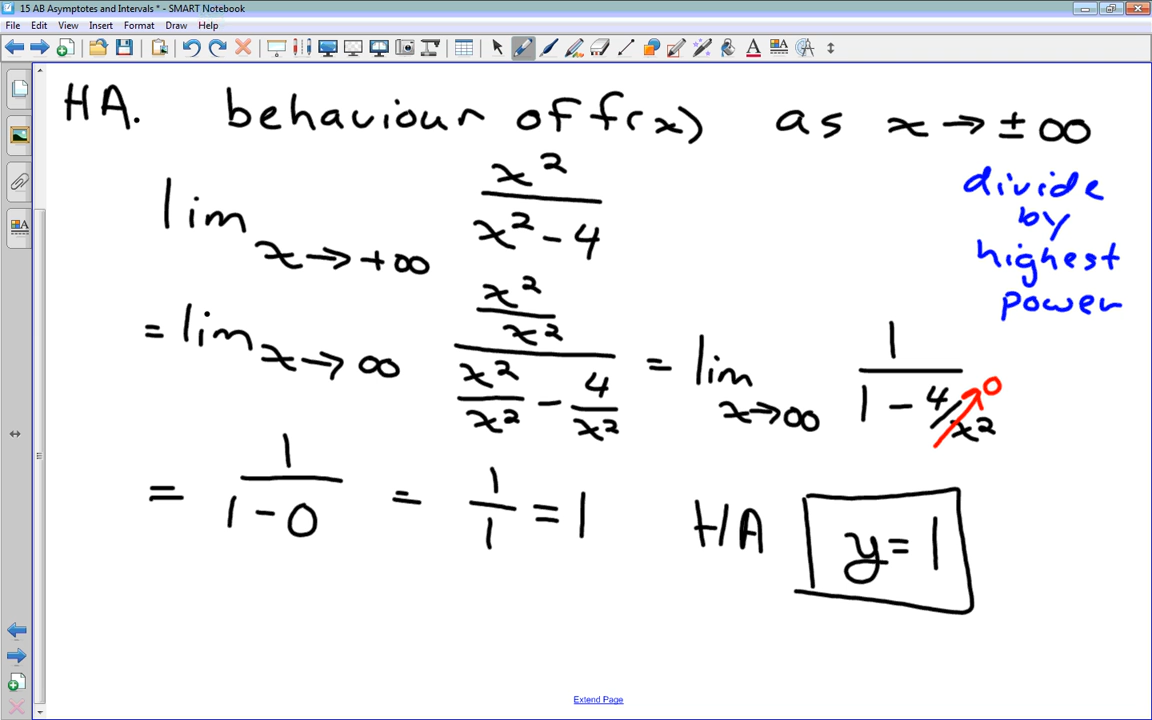 15 AB Asymptotes and Intervals * - SMART Notebook
File Edit View Insert Format Tools Draw Help
HA. behaviour of f(x) as x → ± ∞
divide
by
highest
power
lim x → +∞ x² / (x² - 4)
= lim x → ∞ (x²/x²) / (x²/x² - 4/x²) = lim x → ∞ 1 / (1 - 4/x²) → 0
= 1 / (1 - 0) = 1/1 = 1 HA y = 1
Extend Page